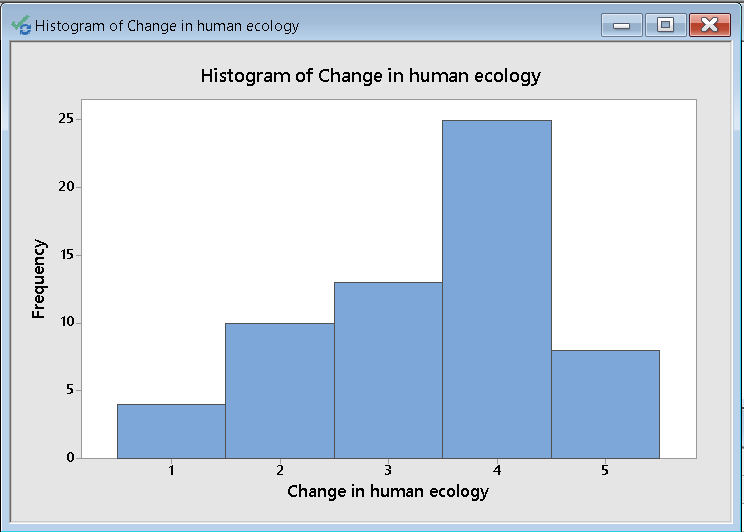 Histogram of Change in human ecology
Histogram of Change in human ecology
25
20
15
10
5
0
Frequency
1 2 3 4 5
Change in human ecology